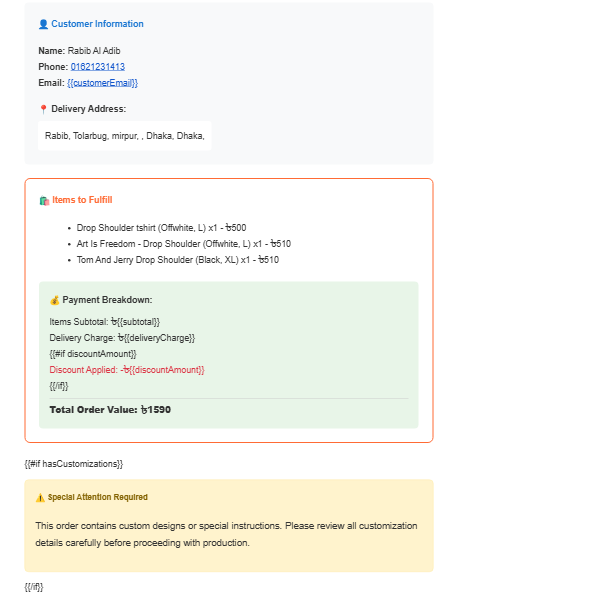 👤 Customer Information
Name: Rabib Al Adib
Phone: 01621231413
Email: {{customerEmail}}
📍 Delivery Address:
Rabib, Tolarbug, mirpur, , Dhaka, Dhaka,
🛍️ Items to Fulfill
• Drop Shoulder tshirt (Offwhite, L) x1 - ৳500
• Art Is Freedom - Drop Shoulder (Offwhite, L) x1 - ৳510
• Tom And Jerry Drop Shoulder (Black, XL) x1 - ৳510
💰 Payment Breakdown:
Items Subtotal: ৳{{subtotal}}
Delivery Charge: ৳{{deliveryCharge}}
{{#if discountAmount}}
Discount Applied: -৳{{discountAmount}}
{{/if}}
Total Order Value: ৳1590
{{#if hasCustomizations}}
⚠️ Special Attention Required
This order contains custom designs or special instructions. Please review all customization
details carefully before proceeding with production.
{{/if}}